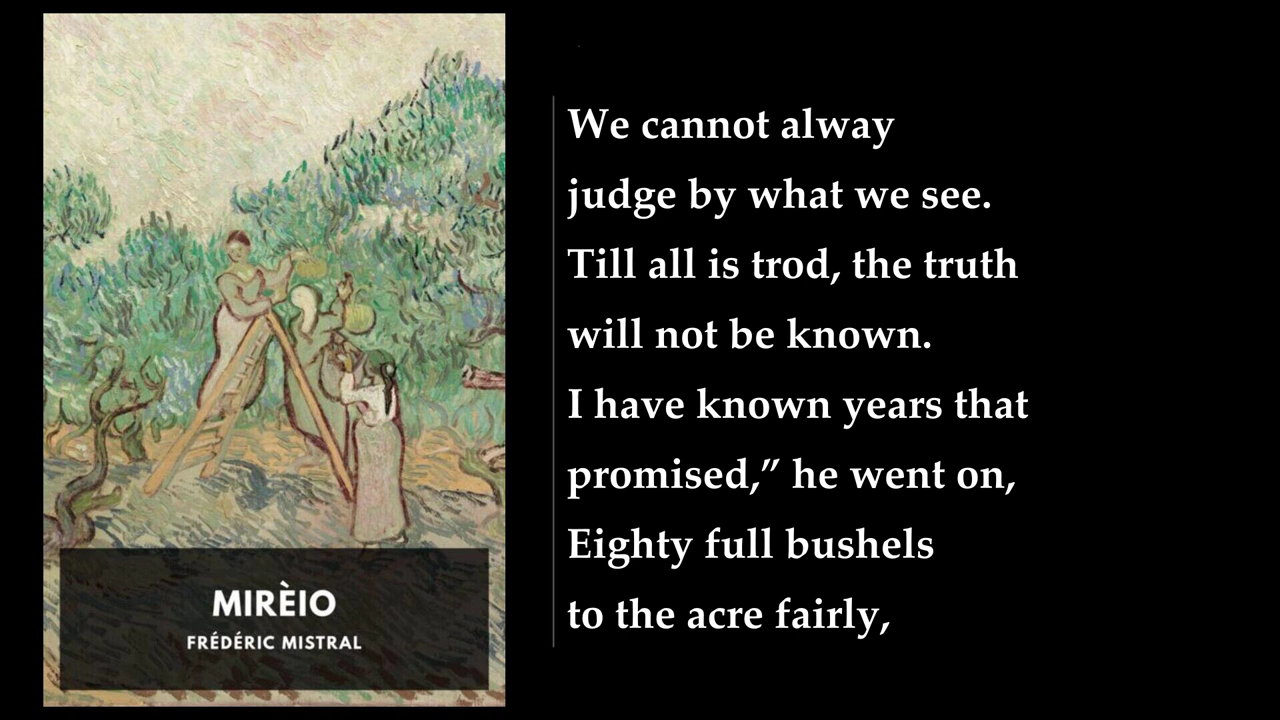 MIRÈIO
FRÉDÉRIC MISTRAL
We cannot alway
judge by what we see.
Till all is trod, the truth
will not be known.
I have known years that
promised,” he went on,
Eighty full bushels
to the acre fairly,